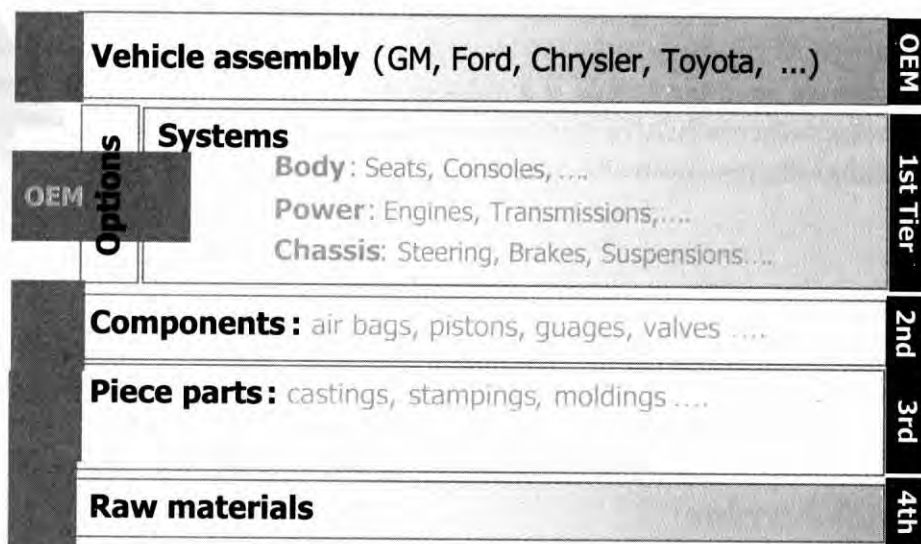 Vehicle assembly (GM, Ford, Chrysler, Toyota, ...)
OEM
Options
OEM
Systems
Body: Seats, Consoles,....
Power: Engines, Transmissions,....
Chassis: Steering, Brakes, Suspensions....
1st Tier
Components: air bags, pistons, guages, valves ....
2nd
Piece parts: castings, stampings, moldings ....
3rd
Raw materials
4th